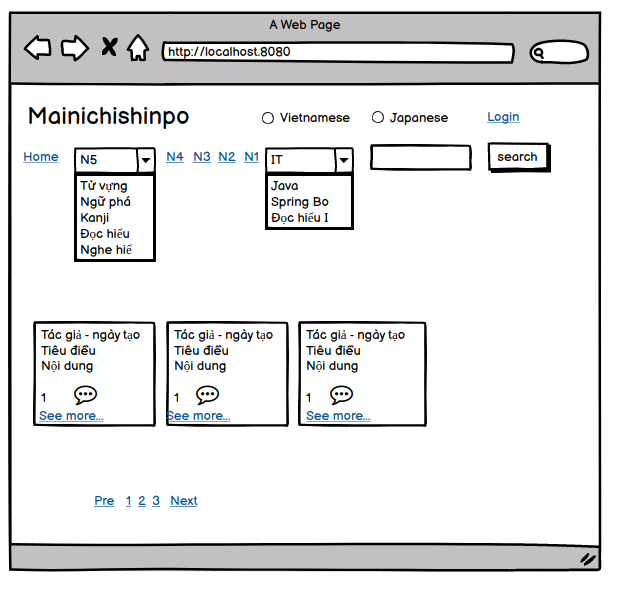 A Web Page
http://localhost.8080
Mainichishinpo
Vietnamese
Japanese
Login
Home
N5
N4 N3 N2 N1
IT
search
Từ vựng
Ngữ phá
Kanji
Đọc hiểu
Nghe hiể
Java
Spring Bo
Đọc hiểu I
Tác giả - ngày tạo
Tiêu điều
Nội dung
1
See more...
Tác giả - ngày tạo
Tiêu điều
Nội dung
1
See more...
Tác giả - ngày tạo
Tiêu điều
Nội dung
1
See more...
Pre 1 2 3 Next